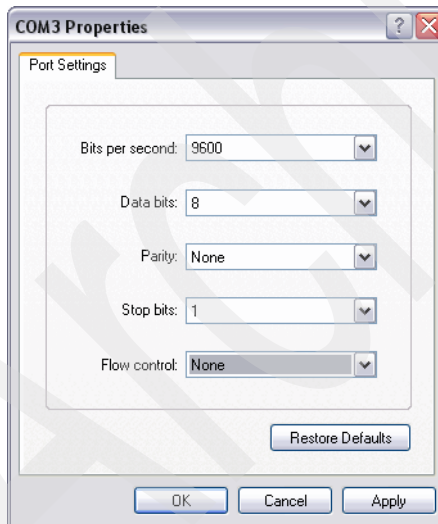 COM3 Properties
Port Settings
Bits per second: 9600
Data bits: 8
Parity: None
Stop bits: 1
Flow control: None
Restore Defaults
OK Cancel Apply